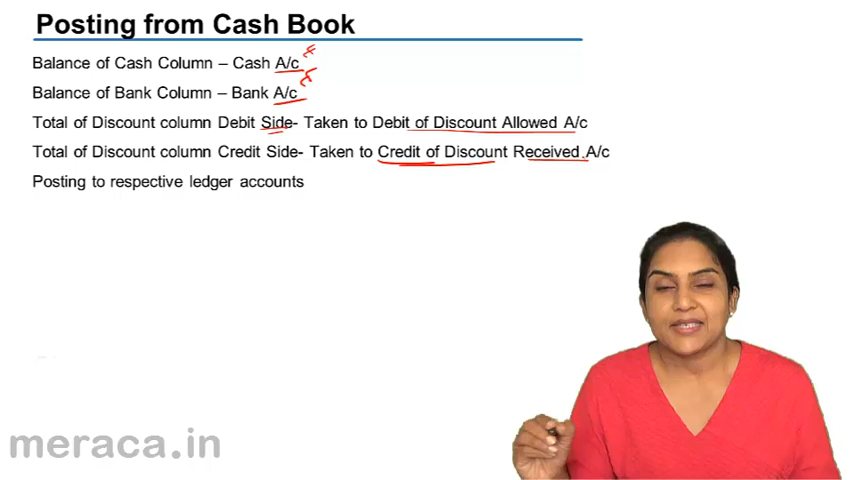 Posting from Cash Book
Balance of Cash Column – Cash A/c
Balance of Bank Column – Bank A/c
Total of Discount column Debit Side- Taken to Debit of Discount Allowed A/c
Total of Discount column Credit Side- Taken to Credit of Discount Received A/c
Posting to respective ledger accounts
meraca.in